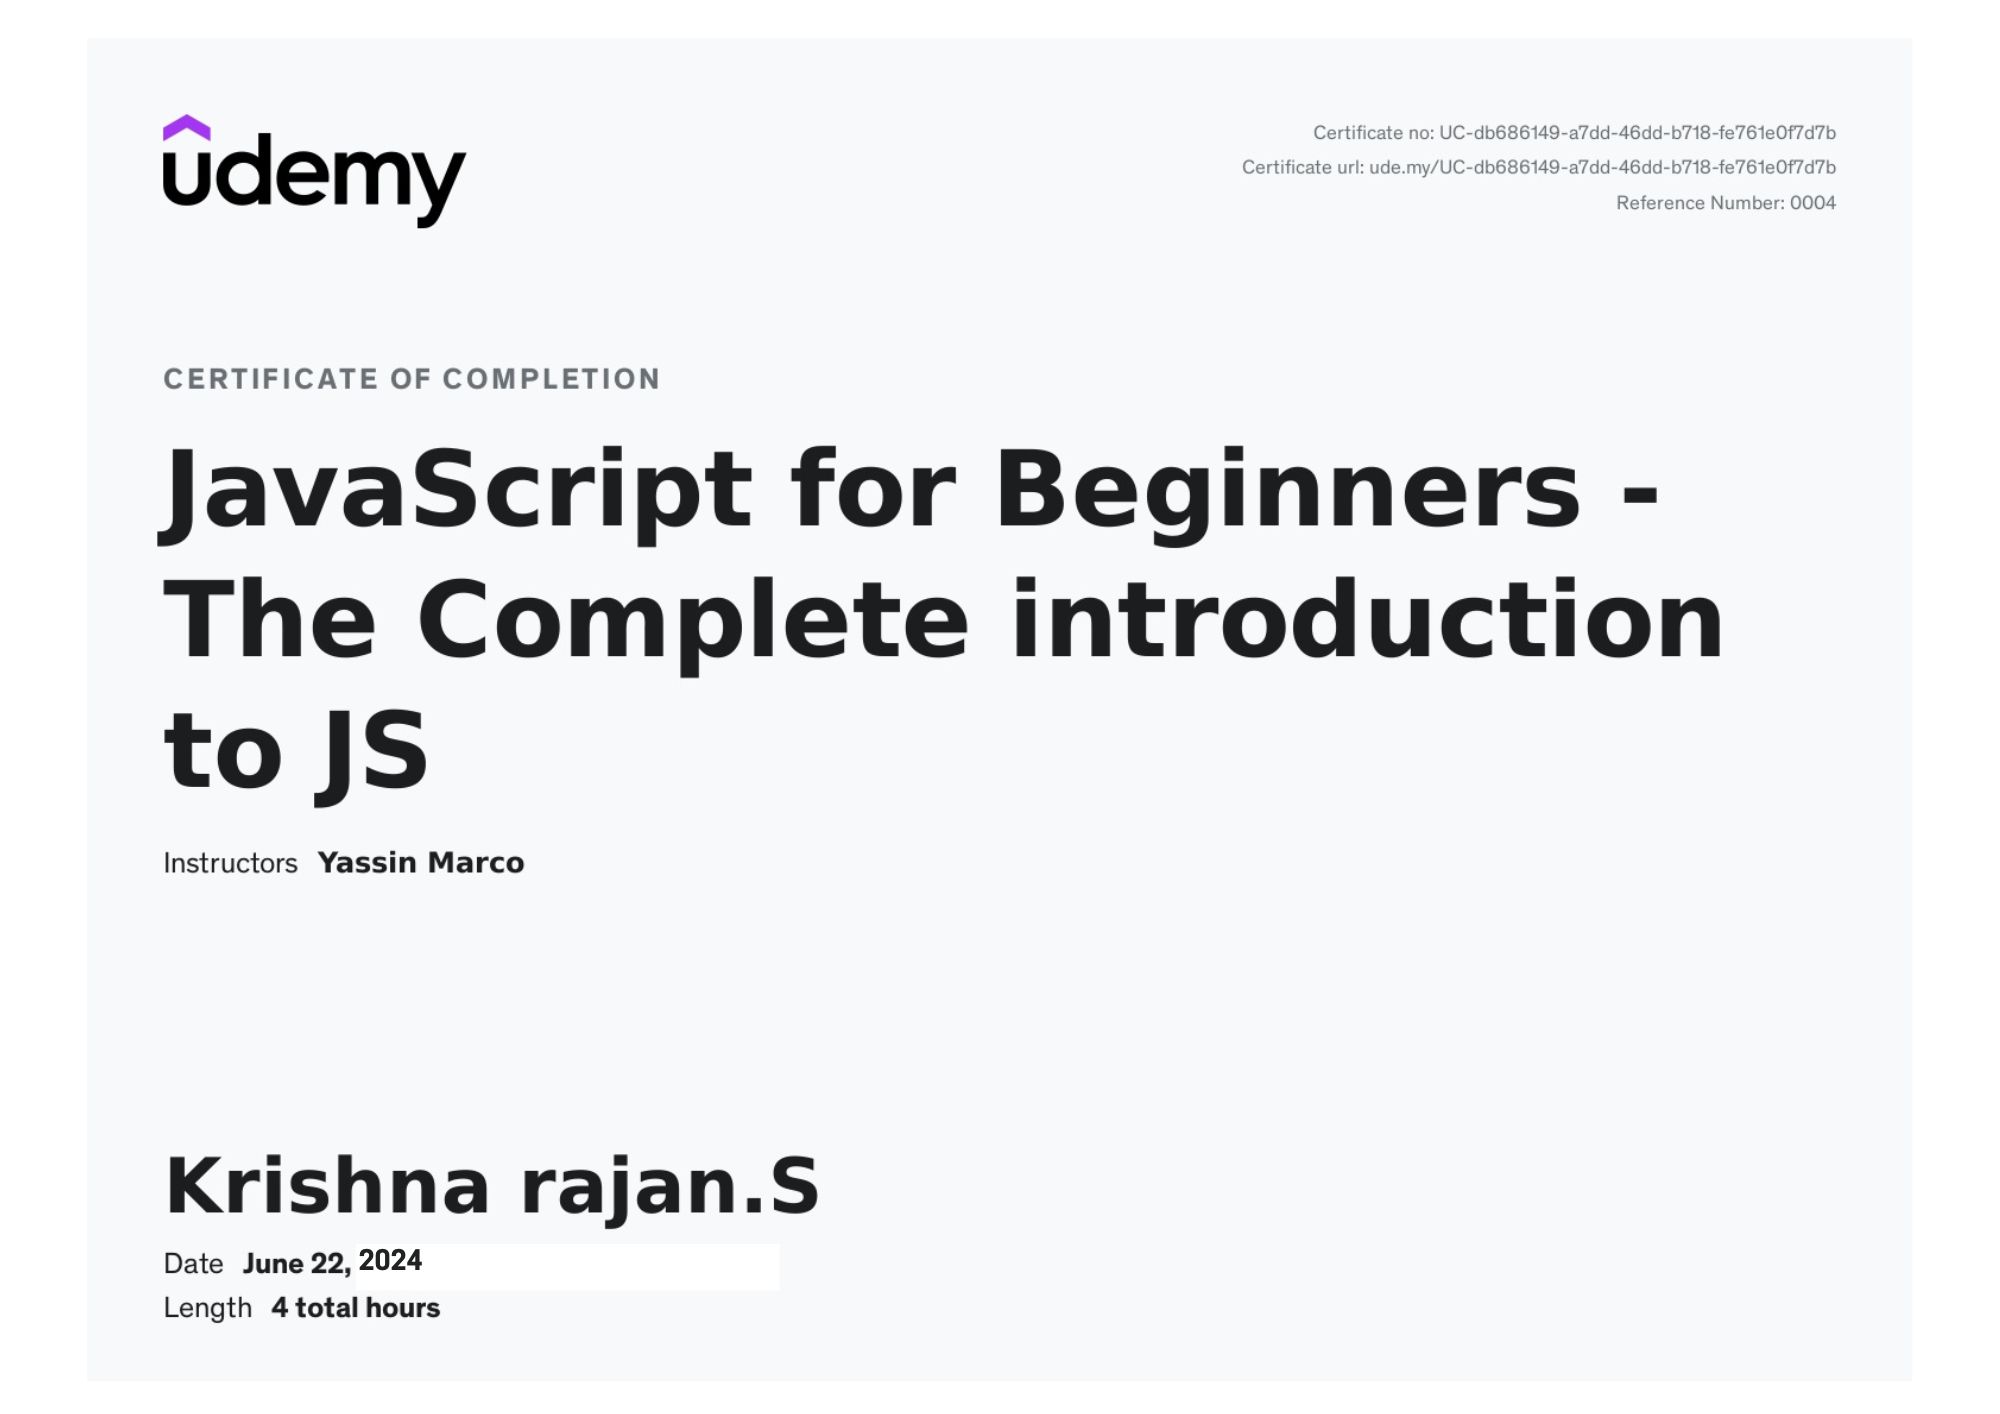 udemy
Certificate no: UC-db686149-a7dd-46dd-b718-fe761e0f7d7b
Certificate url: ude.my/UC-db686149-a7dd-46dd-b718-fe761e0f7d7b
Reference Number: 0004
CERTIFICATE OF COMPLETION
JavaScript for Beginners -
The Complete introduction
to JS
Instructors Yassin Marco
Krishna rajan.S
Date June 22, 2024
Length 4 total hours